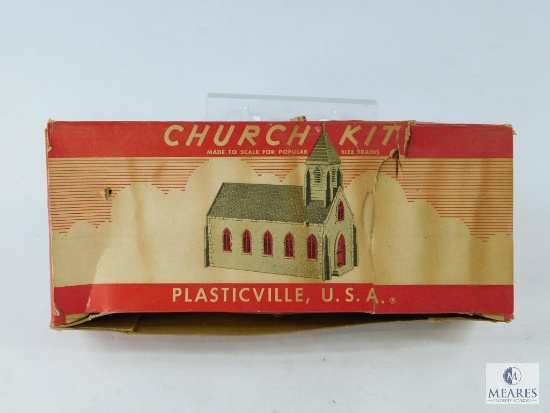 CHURCH KIT
MADE TO SCALE FOR POPULAR SIZE TRAINS
PLASTICVILLE, U.S.A.®
M
MEARES